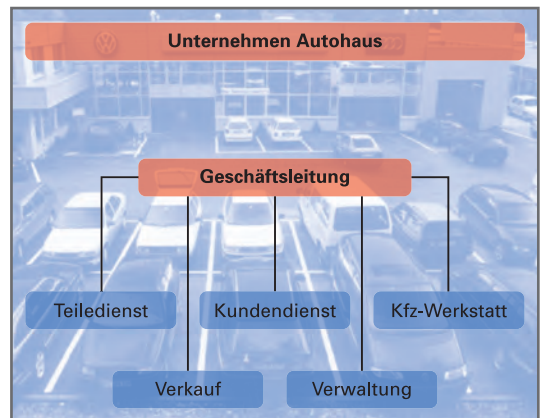 Unternehmen Autohaus
Geschäftsleitung
Teiledienst
Kundendienst
Kfz-Werkstatt
Verkauf
Verwaltung